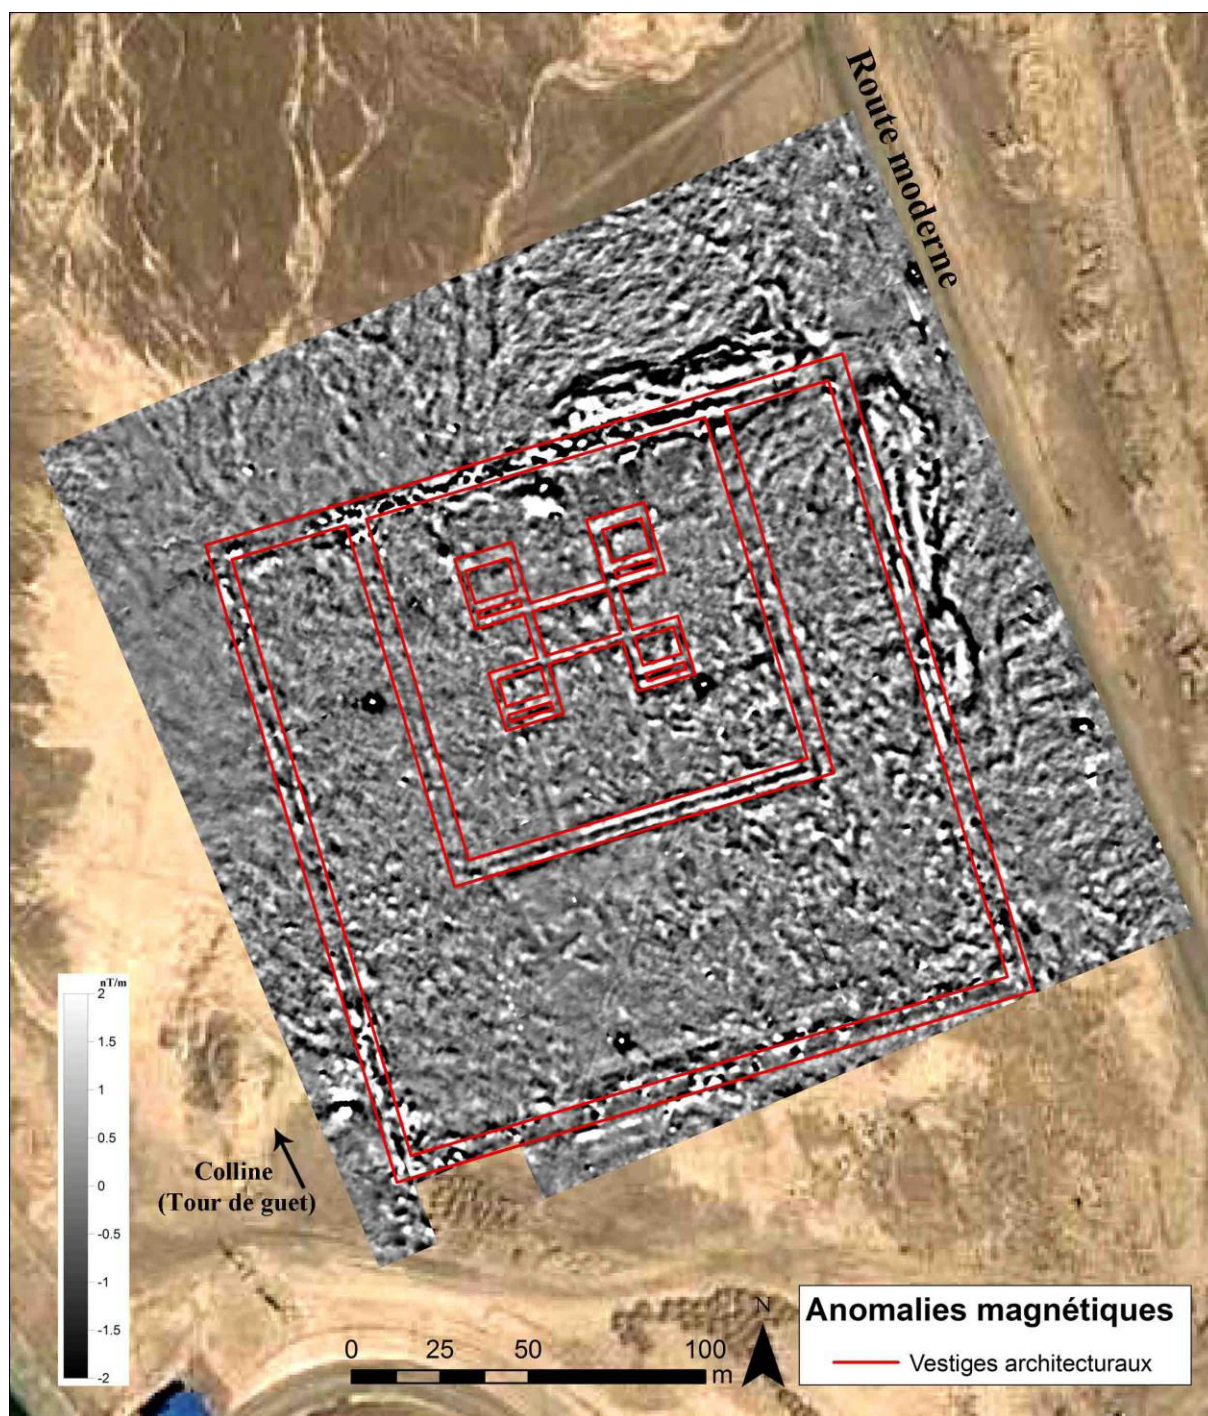 Route moderne
nT/m
2
1.5
1
0.5
0
-0.5
-1
-1.5
-2
Colline
(Tour de guet)
0 25 50 100
m
N
Anomalies magnétiques
Vestiges architecturaux